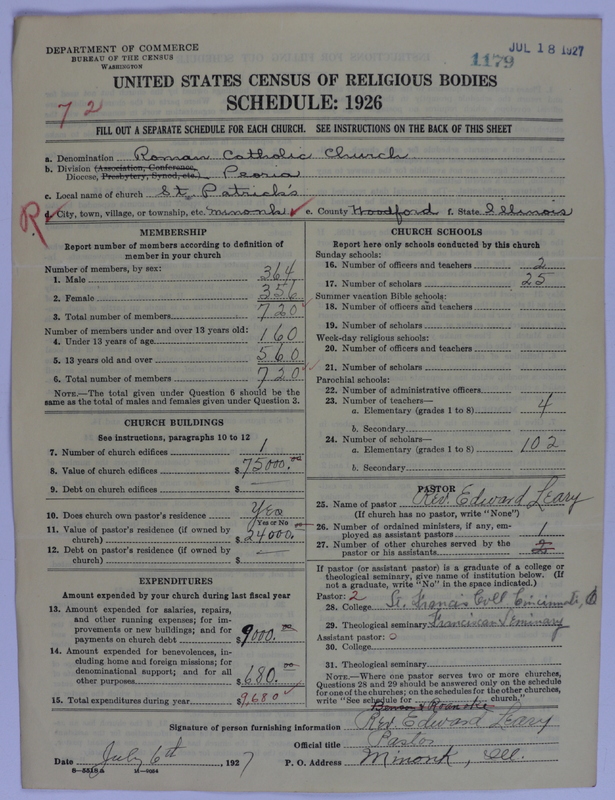 DEPARTMENT OF COMMERCE
BUREAU OF THE CENSUS
WASHINGTON
1179
JUL 18 1927
UNITED STATES CENSUS OF RELIGIOUS BODIES
SCHEDULE: 1926
72
FILL OUT A SEPARATE SCHEDULE FOR EACH CHURCH. SEE INSTRUCTIONS ON THE BACK OF THIS SHEET
a. Denomination Roman Catholic Church
b. Division (Association, Conference,
Diocese, Presbytery, Synod, etc.) Peoria
c. Local name of church St. Patrick's
R
d. City, town, village, or township, etc. Minonk e. County Woodford f. State Illinois
MEMBERSHIP
Report number of members according to definition of
member in your church
Number of members, by sex:
1. Male 364
2. Female 356
3. Total number of members 720
Number of members under and over 13 years old:
4. Under 13 years of age 160
5. 13 years old and over 560
6. Total number of members 720
NOTE.—The total given under Question 6 should be
same as the total of males and females given under Question 3.
CHURCH BUILDINGS
See instructions, paragraphs 10 to 12
7. Number of church edifices 1
8. Value of church edifices $75000.00
9. Debt on church edifices $ —
10. Does church own pastor's residence Yes
Yes or No
11. Value of pastor's residence (if owned by
church) $24000.00
12. Debt on pastor's residence (if owned by
church) $ —
EXPENDITURES
Amount expended by your church during last fiscal year
13. Amount expended for salaries, repairs,
and other running expenses; for im-
provements or new buildings; and for
payments on church debt $9000.00
14. Amount expended for benevolences, in-
cluding home and foreign missions; for
denominational support; and for all
other purposes $680.00
15. Total expenditures during year $9,680
CHURCH SCHOOLS
Report here only schools conducted by this church
Sunday schools:
16. Number of officers and teachers 2
17. Number of scholars 25
Summer vacation Bible schools:
18. Number of officers and teachers
19. Number of scholars
Week-day religious schools:
20. Number of officers and teachers
21. Number of scholars
Parochial schools:
22. Number of administrative officers
23. Number of teachers—
a. Elementary (grades 1 to 8) 4
b. Secondary
24. Number of scholars—
a. Elementary (grades 1 to 8) 102
b. Secondary
PASTOR
25. Name of pastor Rev. Edward Leary
(If church has no pastor, write "None")
26. Number of ordained ministers, if any, em-
ployed as assistant pastors 1
27. Number of other churches served by the
pastor or his assistants 2
If pastor (or assistant pastor) is a graduate of a college or
theological seminary, give name of institution below. (If
not a graduate, write "No" in the space indicated.)
Pastor: 2
28. College St. Francis Coll Cincinnati, O
29. Theological seminary Franciscan Seminary
Assistant pastor: 0
30. College
31. Theological seminary
NOTE.—Where one pastor serves two or more churches,
Questions 28 and 29 should be answered only on the schedule
for one of the churches; on the schedules for the other churches,
write "See schedule for church."
Benson & Roanoke
Signature of person furnishing information Rev. Edward Leary
Official title Pastor
Date July 6th, 1927 P. O. Address Minonk, Ill.
8—5518a 11—9024